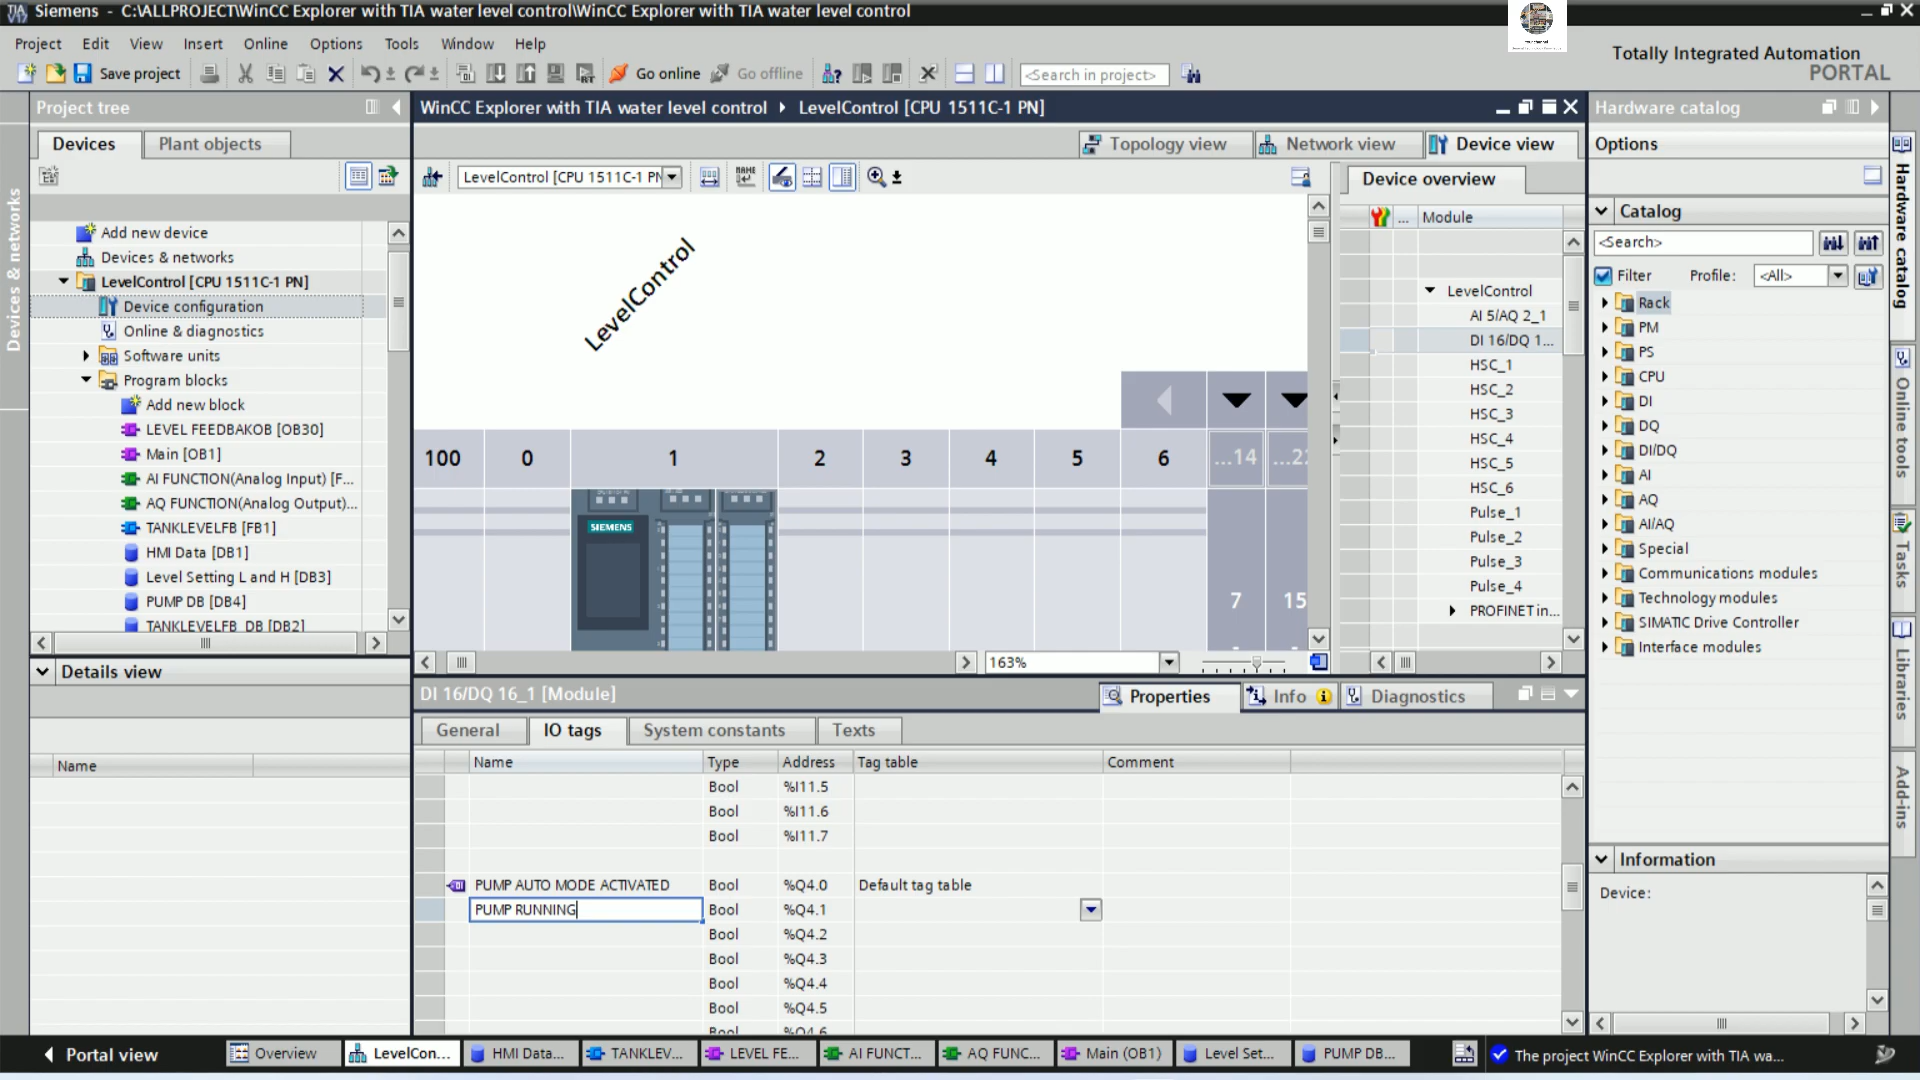 Siemens - C:\ALLPROJECT\WinCC Explorer with TIA water level control\WinCC Explorer with TIA water level control
Project Edit View Insert Online Options Tools Window Help
Totally Integrated Automation
PORTAL
Save project
Go online
Go offline
<Search in project>
Project tree
WinCC Explorer with TIA water level control ▸ LevelControl [CPU 1511C-1 PN]
Hardware catalog
Devices
Plant objects
Topology view
Network view
Device view
Options
LevelControl [CPU 1511C-1 PN
Device overview
... Module
Catalog
<Search>
Filter Profile: <All>
Add new device
Devices & networks
LevelControl [CPU 1511C-1 PN]
Device configuration
Online & diagnostics
Software units
Program blocks
Add new block
LEVEL FEEDBAKOB [OB30]
Main [OB1]
AI FUNCTION(Analog Input) [F...
AQ FUNCTION(Analog Output)...
TANKLEVELFB [FB1]
HMI Data [DB1]
Level Setting L and H [DB3]
PUMP DB [DB4]
TANKLEVELFB_DB [DB2]
LevelControl
100 0 1 2 3 4 5 6 ...14 ...22
SIEMENS
7 15
163%
LevelControl
AI 5/AQ 2_1
DI 16/DQ 1...
HSC_1
HSC_2
HSC_3
HSC_4
HSC_5
HSC_6
Pulse_1
Pulse_2
Pulse_3
Pulse_4
PROFINET in...
Rack
PM
PS
CPU
DI
DQ
DI/DQ
AI
AQ
AI/AQ
Special
Communications modules
Technology modules
SIMATIC Drive Controller
Interface modules
Devices & networks
Hardware catalog
Online tools
Tasks
Libraries
Add-ins
Details view
Name
DI 16/DQ 16_1 [Module]
Properties
Info
Diagnostics
General
IO tags
System constants
Texts
Name Type Address Tag table Comment
Bool %I11.5
Bool %I11.6
Bool %I11.7
PUMP AUTO MODE ACTIVATED Bool %Q4.0 Default tag table
PUMP RUNNING Bool %Q4.1
Bool %Q4.2
Bool %Q4.3
Bool %Q4.4
Bool %Q4.5
Bool %Q4.6
Information
Device:
Portal view
Overview
LevelCon...
HMI Data...
TANKLEV...
LEVEL FE...
AI FUNCT...
AQ FUNC...
Main (OB1)
Level Set...
PUMP DB...
The project WinCC Explorer with TIA wa...